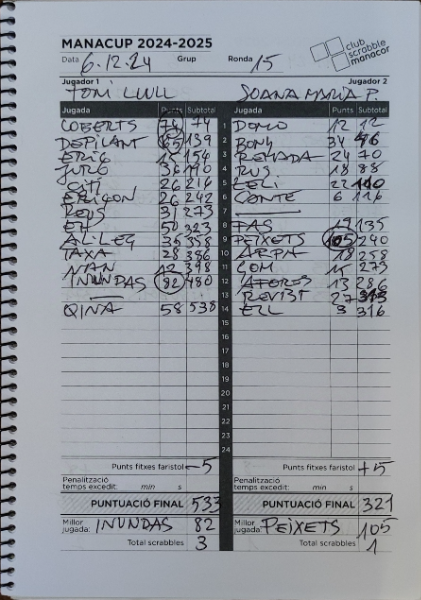 MANACUP 2024-2025
Data 6.12.24 Grup Ronda 15
club scrabble manacor
Jugador 1 Jugador 2
TONI LLULL JOANA MARIA P.
Jugada Punts Subtotal Jugada Punts Subtotal
COBERTS 74 74 1 DOMO 12 12
DEPILANT 65 139 2 BONY 34 46
ERIG 15 154 3 REMADA 24 70
JURO 36 190 4 RUS 18 88
CITI 26 216 5 LELI 22 110
26 242 6 CONTE 6 116
REUS 31 273 7
EH 50 323 8 FAS 19 135
AL·LEG 35 358 9 PEIXETS 105 240
TAXA 28 386 10 ARPA 18 258
NAN 12 398 11 COM 15 273
INUNDAS 82 480 12 AFORES 13 286
13 27 313
QINA 58 538 14 ELL 3 316
15
16
17
18
19
20
21
22
23
24
Punts fitxes faristol -5 Punts fitxes faristol +5
Penalització temps excedit: min s Penalització temps excedit: min s
PUNTUACIÓ FINAL 533 PUNTUACIÓ FINAL 321
Millor jugada: INUNDAS 82 Millor jugada: PEIXETS 105
Total scrabbles 3 Total scrabbles 1